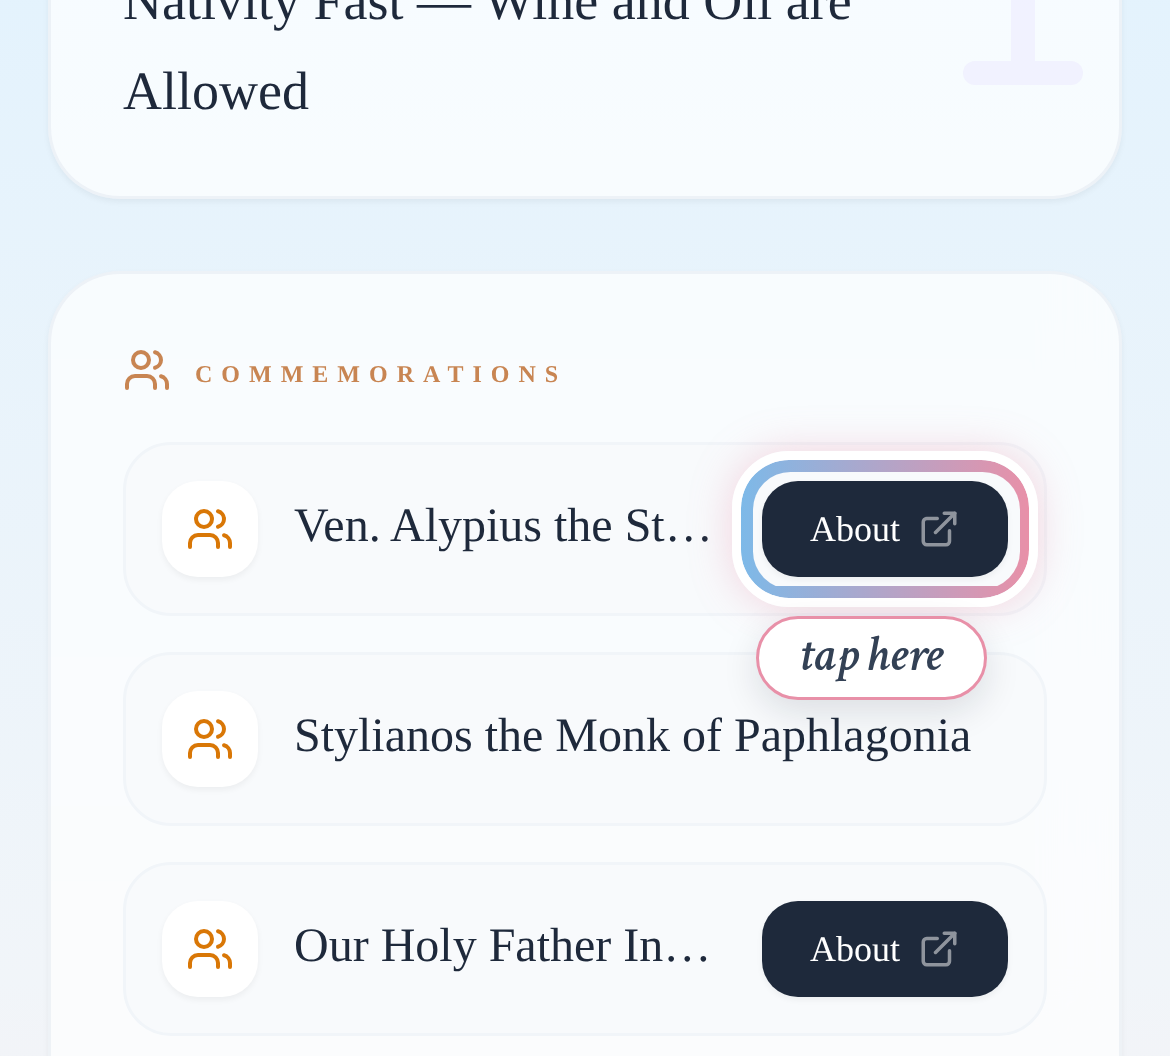 Nativity Fast — Wine and Oil are
Allowed
1
COMMEMORATIONS
Ven. Alypius the St…
About
tap here
Stylianos the Monk of Paphlagonia
Our Holy Father In…
About